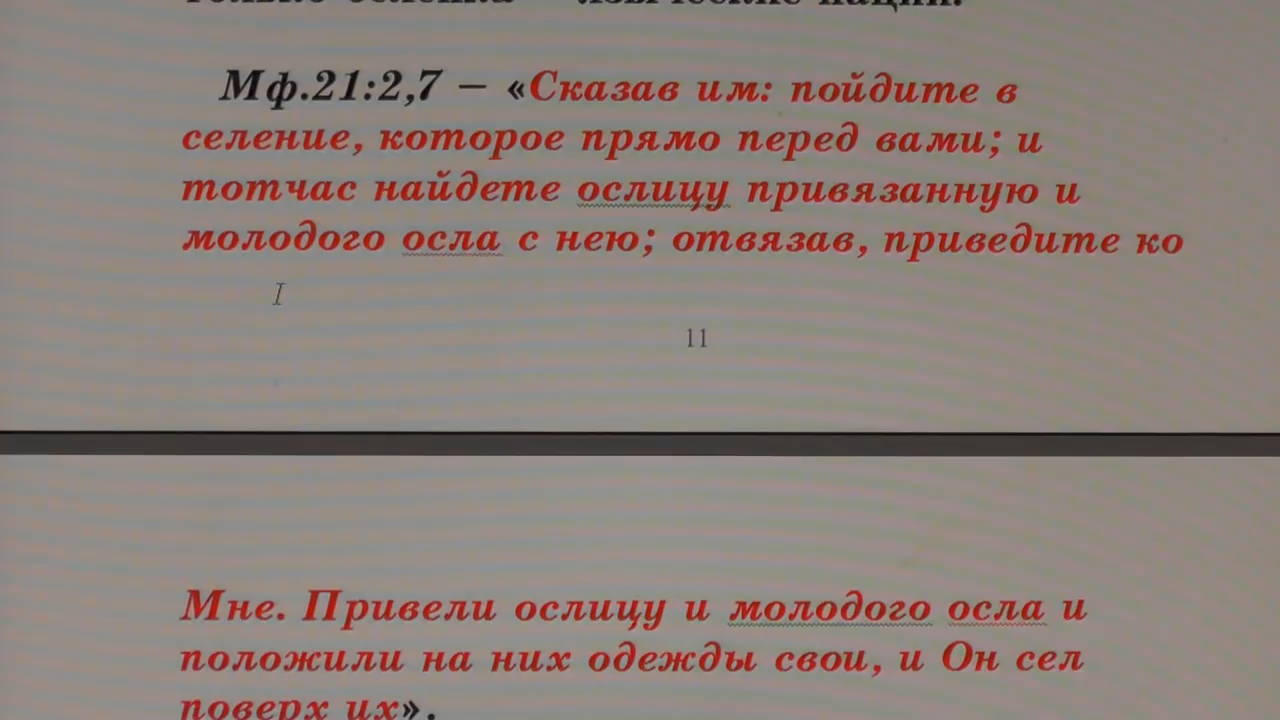 Мф.21:2,7 – «Сказав им: пойдите в
селение, которое прямо перед вами; и
тотчас найдете ослицу привязанную и
молодого осла с нею; отвязав, приведите ко
11
Мне. Привели ослицу и молодого осла и
положили на них одежды свои, и Он сел
поверх их».